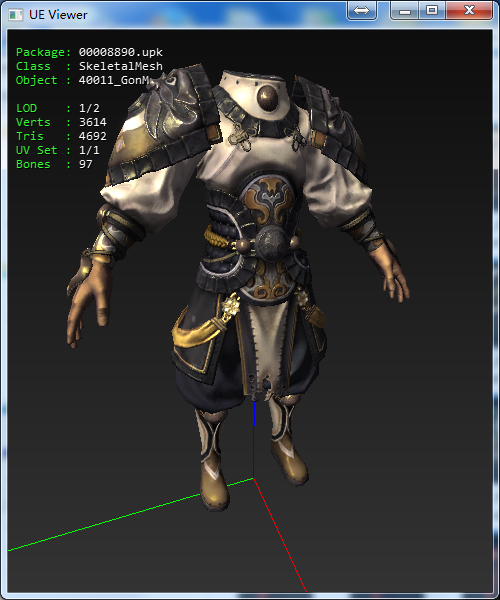 UE Viewer
Package: 00008890.upk
Class : SkeletalMesh
Object : 40011_GonM
LOD : 1/2
Verts : 3614
Tris : 4692
UV Set : 1/1
Bones : 97